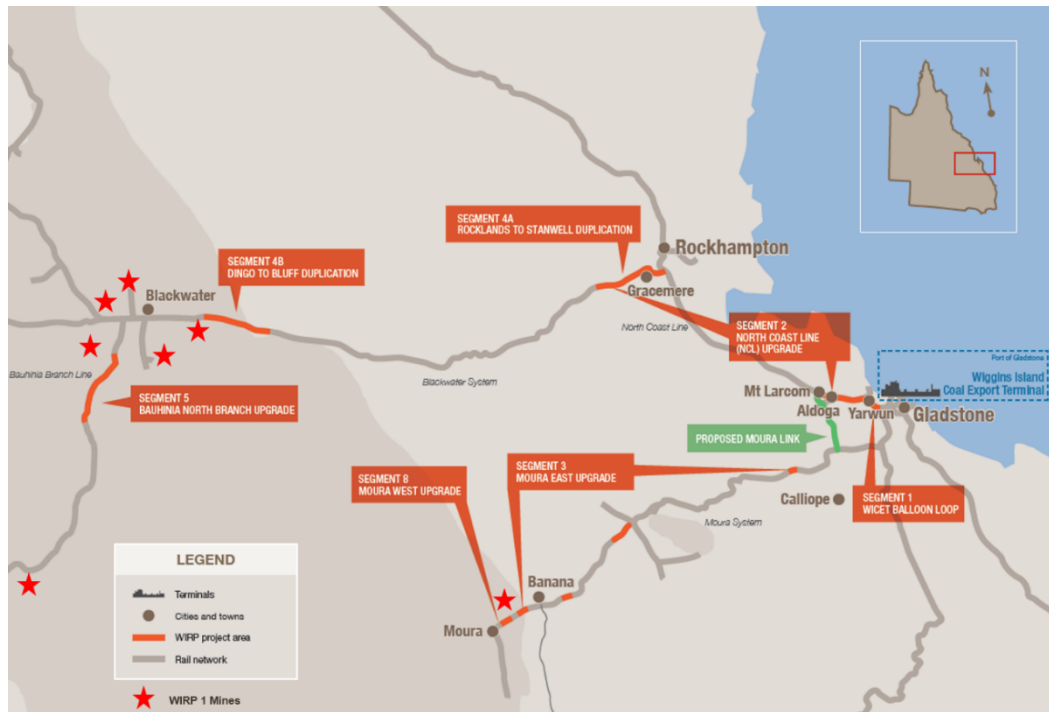 N
SEGMENT 4A
ROCKLANDS TO STANWELL DUPLICATION
Rockhampton
SEGMENT 4B
DINGO TO BLUFF DUPLICATION
Gracemere
Blackwater
North Coast Line
SEGMENT 2
NORTH COAST LINE
(NCL) UPGRADE
Port of Gladstone
Wiggins Island
Coal Export Terminal
Bauhinia Branch Line
Blackwater System
Mt Larcom
Aldoga
Yarwun
Gladstone
SEGMENT 5
BAUHINIA NORTH BRANCH UPGRADE
PROPOSED MOURA LINK
SEGMENT 3
MOURA EAST UPGRADE
SEGMENT 8
MOURA WEST UPGRADE
Calliope
SEGMENT 1
WICET BALLOON LOOP
Moura System
Banana
Moura
LEGEND
Terminals
Cities and towns
WIRP project area
Rail network
WIRP 1 Mines